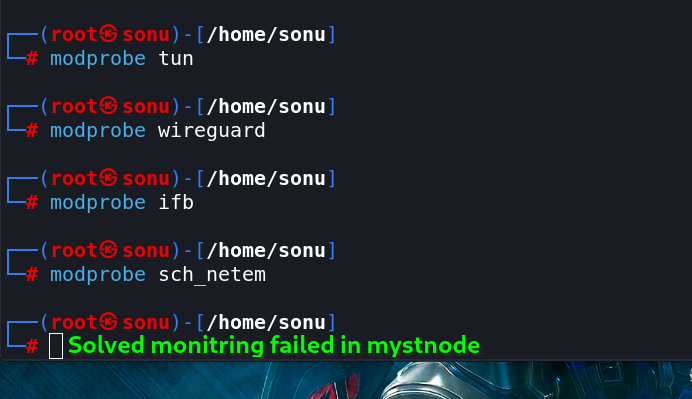 ┌──(root㉿sonu)-[/home/sonu]
└─# modprobe tun
┌──(root㉿sonu)-[/home/sonu]
└─# modprobe wireguard
┌──(root㉿sonu)-[/home/sonu]
└─# modprobe ifb
┌──(root㉿sonu)-[/home/sonu]
└─# modprobe sch_netem
┌──(root㉿sonu)-[/home/sonu]
└─# Solved monitring failed in mystnode